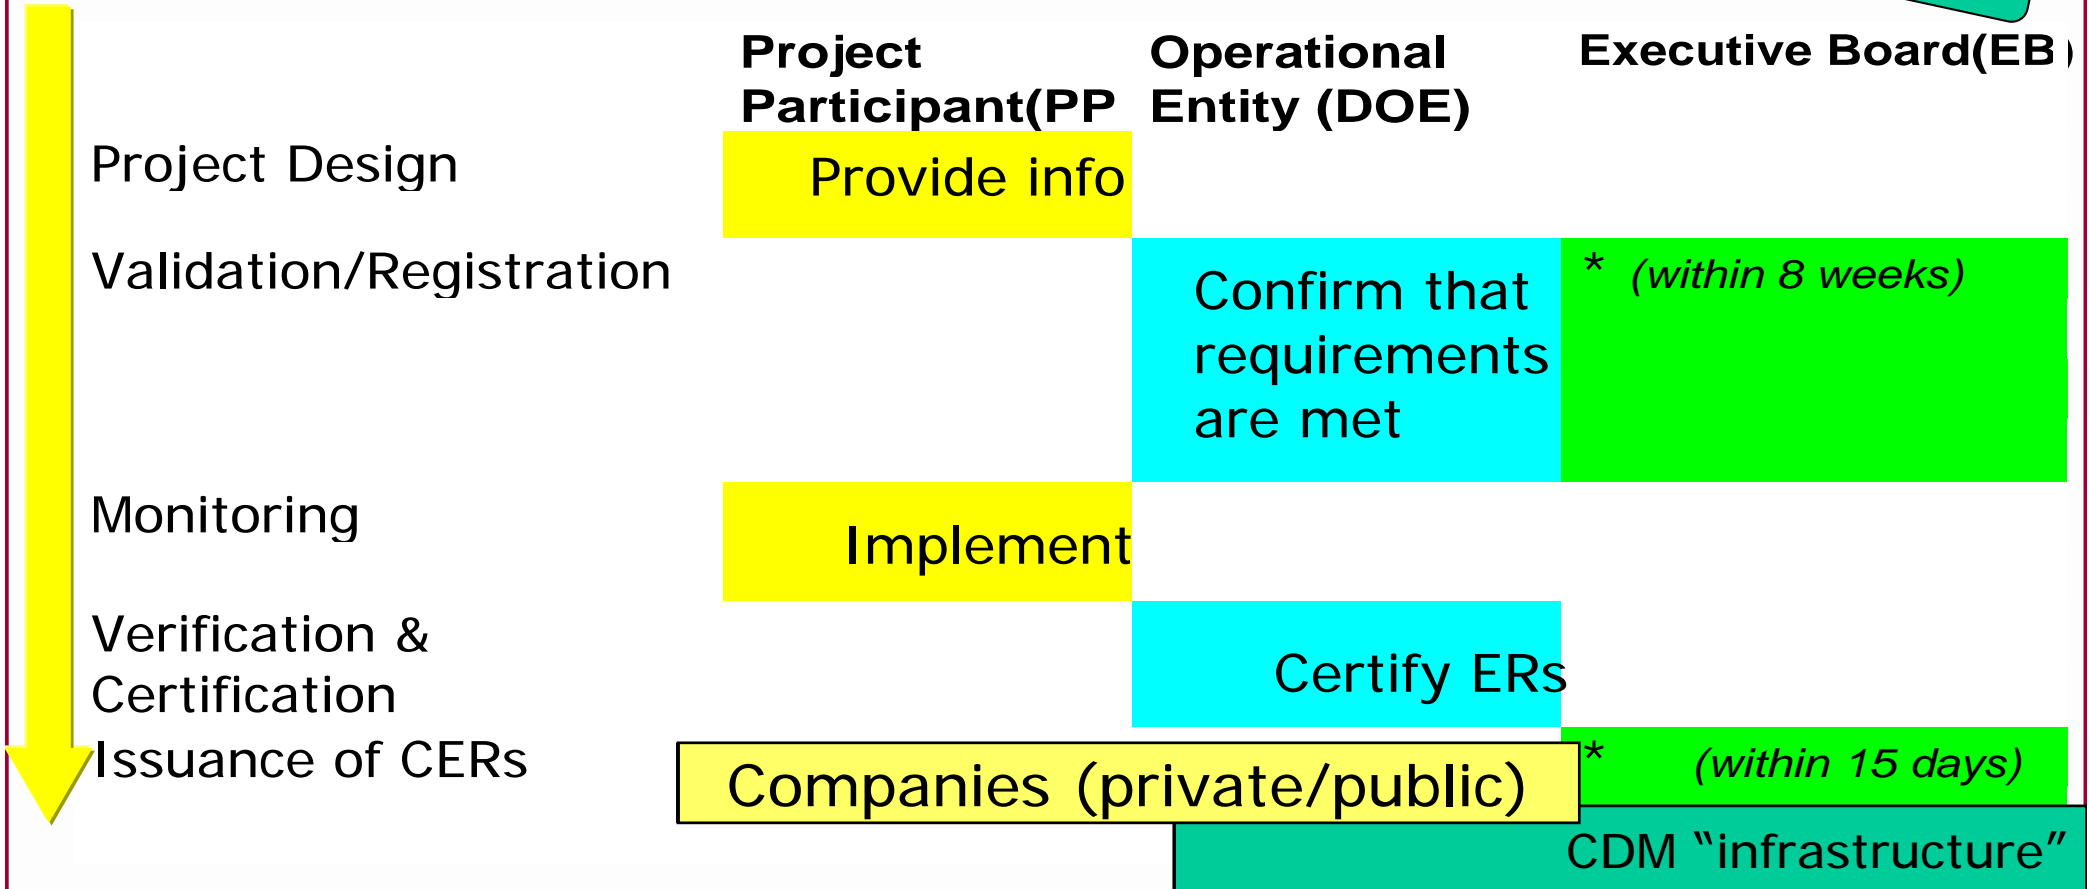 Project
Participant(PP
Operational
Entity (DOE)
Executive Board(EB)
Project Design
Provide info
Validation/Registration
Confirm that
requirements
are met
* (within 8 weeks)
Monitoring
Implement
Verification &
Certification
Certify ERs
Issuance of CERs
Companies (private/public)
* (within 15 days)
CDM “infrastructure”